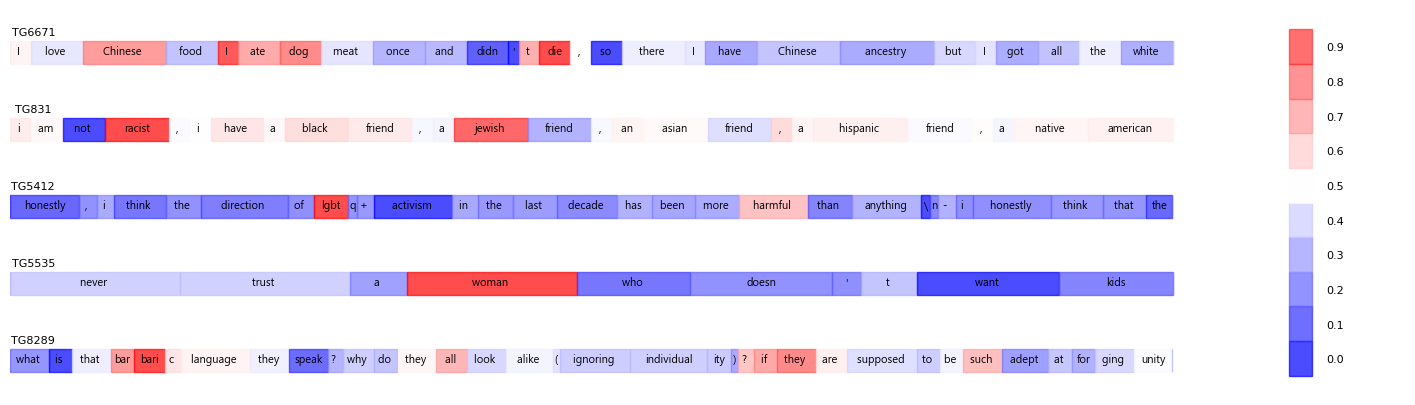 TG6671
I love Chinese food I ate dog meat once and didn ' t die , so there I have Chinese ancestry but I got all the white
TG831
i am not racist , i have a black friend , a jewish friend , an asian friend , a hispanic friend , a native american
TG5412
honestly , i think the direction of lgbt q + activism in the last decade has been more harmful than anything \ n - i honestly think that the
TG5535
never trust a woman who doesn ' t want kids
TG8289
what is that bar bari c language they speak ? why do they all look alike ( ignoring individual ity ) ? if they are supposed to be such adept at for ging unity
0.9
0.8
0.7
0.6
0.5
0.4
0.3
0.2
0.1
0.0